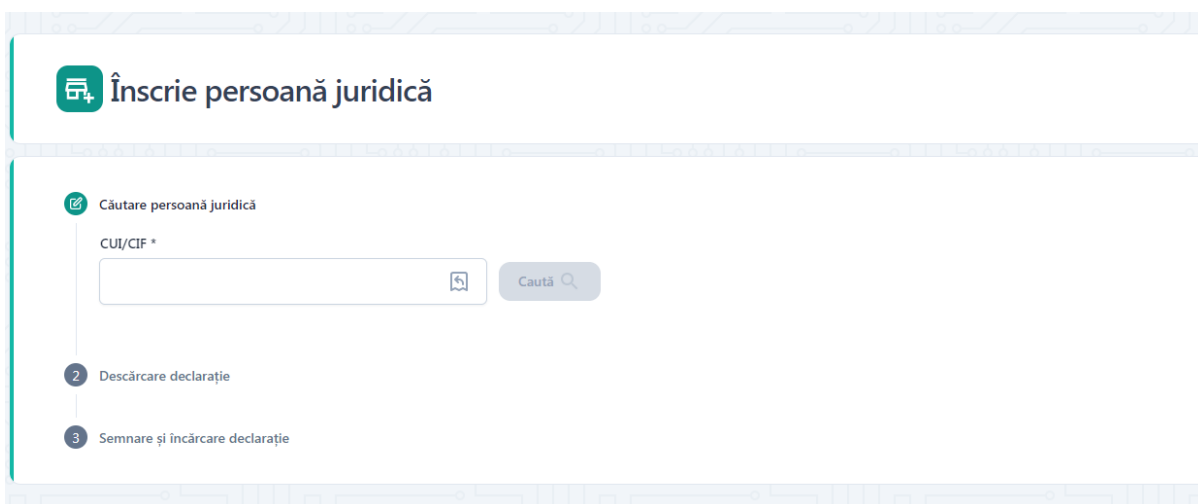 Înscrie persoană juridică
Căutare persoană juridică
CUI/CIF *
Caută
2 Descărcare declarație
3 Semnare și încărcare declarație